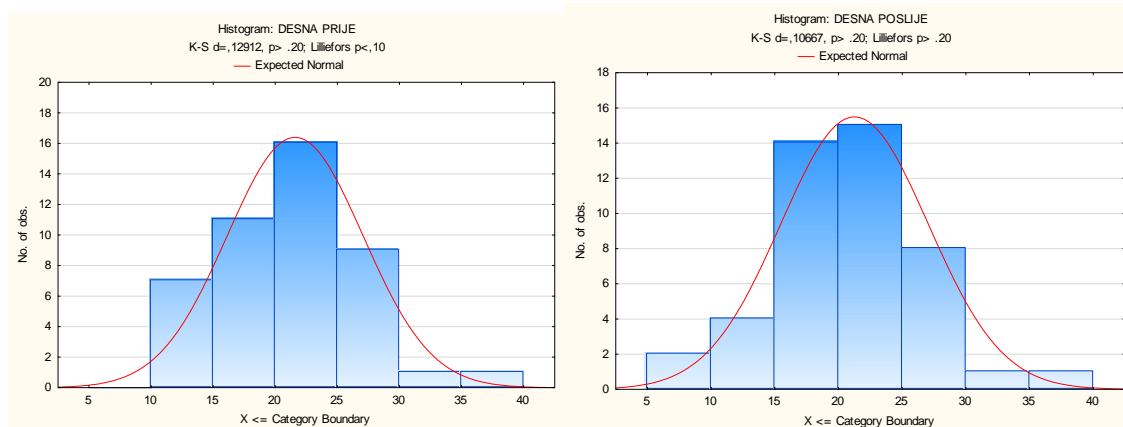 Histogram: DESNA PRIJE
K-S d=,12912, p> .20; Lilliefors p<,10
Expected Normal
No. of obs.
20
18
16
14
12
10
8
6
4
2
0
5 10 15 20 25 30 35 40
X <= Category Boundary
Histogram: DESNA POSLIJE
K-S d=,10667, p> .20; Lilliefors p> .20
Expected Normal
No. of obs.
18
16
14
12
10
8
6
4
2
0
5 10 15 20 25 30 35 40
X <= Category Boundary